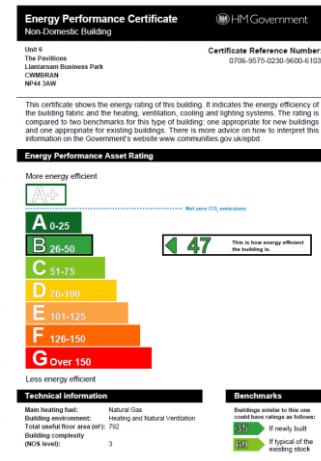 Energy Performance Certificate
HM Government
Non-Domestic Building
Unit 6
The Pavilions
Llantarnam Business Park
CWMBRAN
NP44 3AW
Certificate Reference Number:
0706-9575-0230-9600-6103
This certificate shows the energy rating of this building. It indicates the energy efficiency of
the building fabric and the heating, ventilation, cooling and lighting systems. The rating is
compared to two benchmarks for this type of building: one appropriate for new buildings
and one appropriate for existing buildings. There is more advice on how to interpret this
information on the Government's website www.communities.gov.uk/epbd.
Energy Performance Asset Rating
More energy efficient
A+
Net zero CO₂ emissions
A 0-25
B 26-50
47
This is how energy efficient
the building is.
C 51-75
D 76-100
E 101-125
F 126-150
G Over 150
Less energy efficient
Technical information
Main heating fuel: Natural Gas
Building environment: Heating and Natural Ventilation
Total useful floor area (m²): 792
Building complexity
(NOS level): 3
Benchmarks
Buildings similar to this one
could have ratings as follows:
If newly built
If typical of the
existing stock